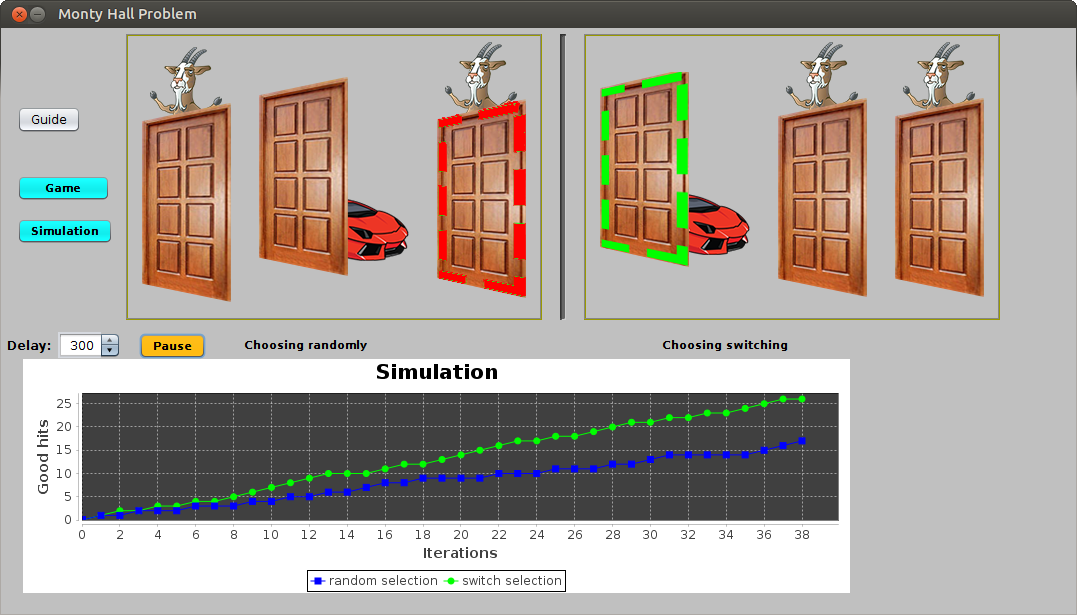 Monty Hall Problem
Guide
Game
Simulation
Delay: 300 Pause Choosing randomly Choosing switching
Simulation
Good hits
25
20
15
10
5
0
0 2 4 6 8 10 12 14 16 18 20 22 24 26 28 30 32 34 36 38
Iterations
random selection switch selection